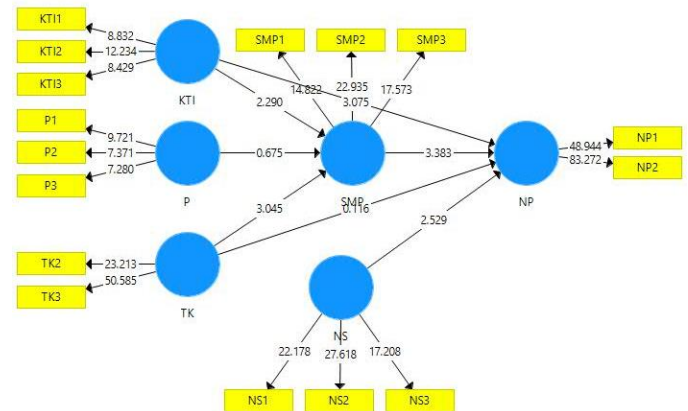 KTI1
KTI2
KTI3
8.832
12.234
8.429
KTI
SMP1
SMP2
SMP3
14.822
22.935
17.573
2.290
3.075
P1
P2
P3
9.721
7.371
7.280
P
0.675
SMP
3.383
NP
48.944
83.272
NP1
NP2
3.045
0.116
2.529
TK2
TK3
23.213
50.585
TK
NS
22.178
27.618
17.208
NS1
NS2
NS3